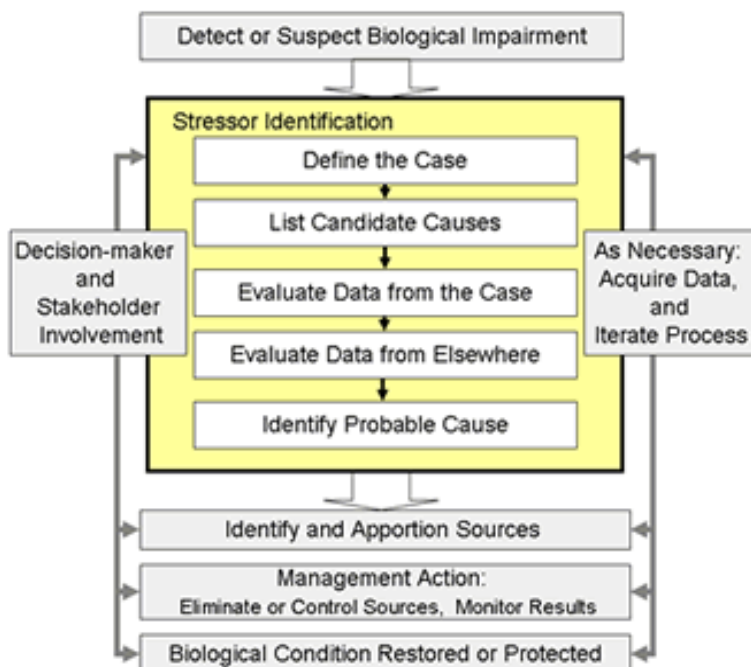 Detect or Suspect Biological Impairment
Stressor Identification
Define the Case
List Candidate Causes
Evaluate Data from the Case
Evaluate Data from Elsewhere
Identify Probable Cause
Decision-maker
and
Stakeholder
Involvement
As Necessary:
Acquire Data,
and
Iterate Process
Identify and Apportion Sources
Management Action:
Eliminate or Control Sources, Monitor Results
Biological Condition Restored or Protected